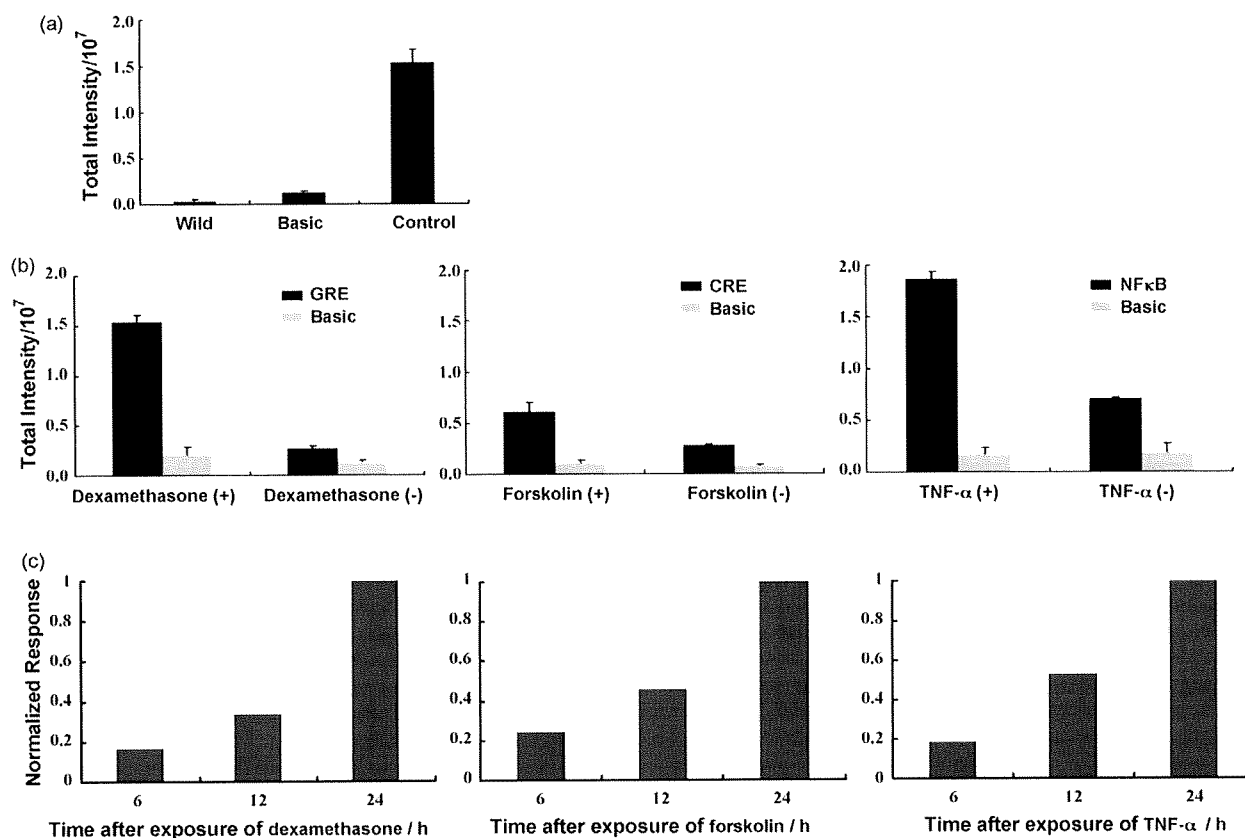 (a)
Total Intensity/10⁷
2.0
1.5
1.0
0.5
0.0
Wild Basic Control
(b)
Total Intensity/10⁷
2.0
1.5
1.0
0.5
0.0
GRE
Basic
Dexamethasone (+) Dexamethasone (-)
2.0
1.5
1.0
0.5
0.0
CRE
Basic
Forskolin (+) Forskolin (-)
2.0
1.5
1.0
0.5
0.0
NFκB
Basic
TNF-α (+) TNF-α (-)
(c)
Normalized Response
1
0.8
0.6
0.4
0.2
0
6 12 24
Time after exposure of dexamethasone / h
1
0.8
0.6
0.4
0.2
0
6 12 24
Time after exposure of forskolin / h
1
0.8
0.6
0.4
0.2
0
6 12 24
Time after exposure of TNF-α / h